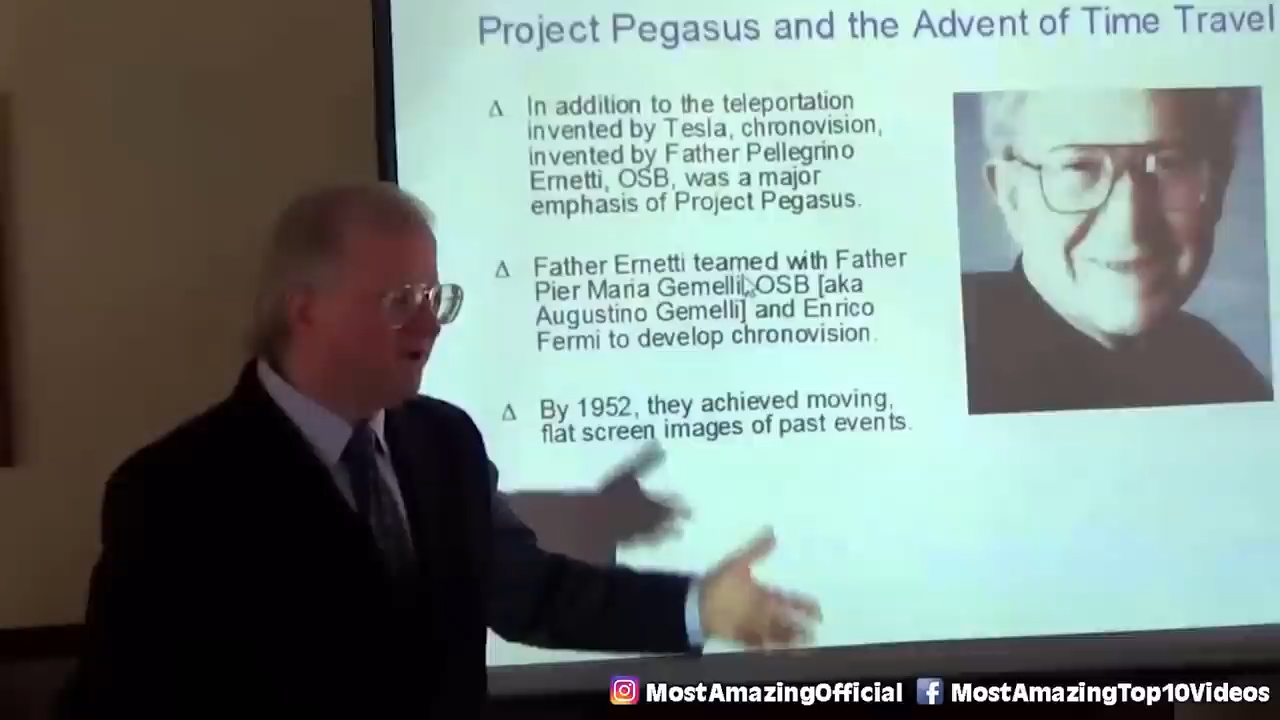 Project Pegasus and the Advent of Time Travel
Δ In addition to the teleportation
invented by Tesla, chronovision,
invented by Father Pellegrino
Ernetti, OSB, was a major
emphasis of Project Pegasus.
Δ Father Ernetti teamed with Father
Pier Maria Gemelli, OSB [aka
Augustino Gemelli] and Enrico
Fermi to develop chronovision.
Δ By 1952, they achieved moving,
flat screen images of past events.
MostAmazingOfficial MostAmazingTop10Videos